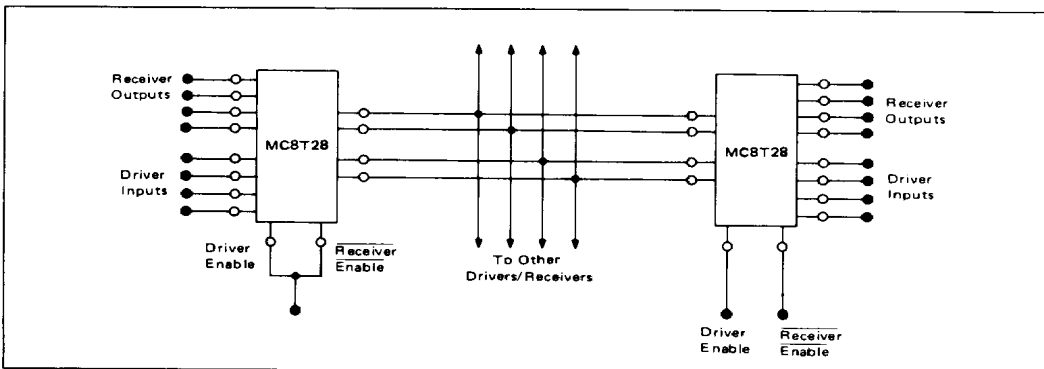 Receiver
Outputs
MC8T28
Driver
Inputs
Driver
Enable
Receiver
Enable
To Other
Drivers/Receivers
MC8T28
Receiver
Outputs
Driver
Inputs
Driver
Enable
Receiver
Enable